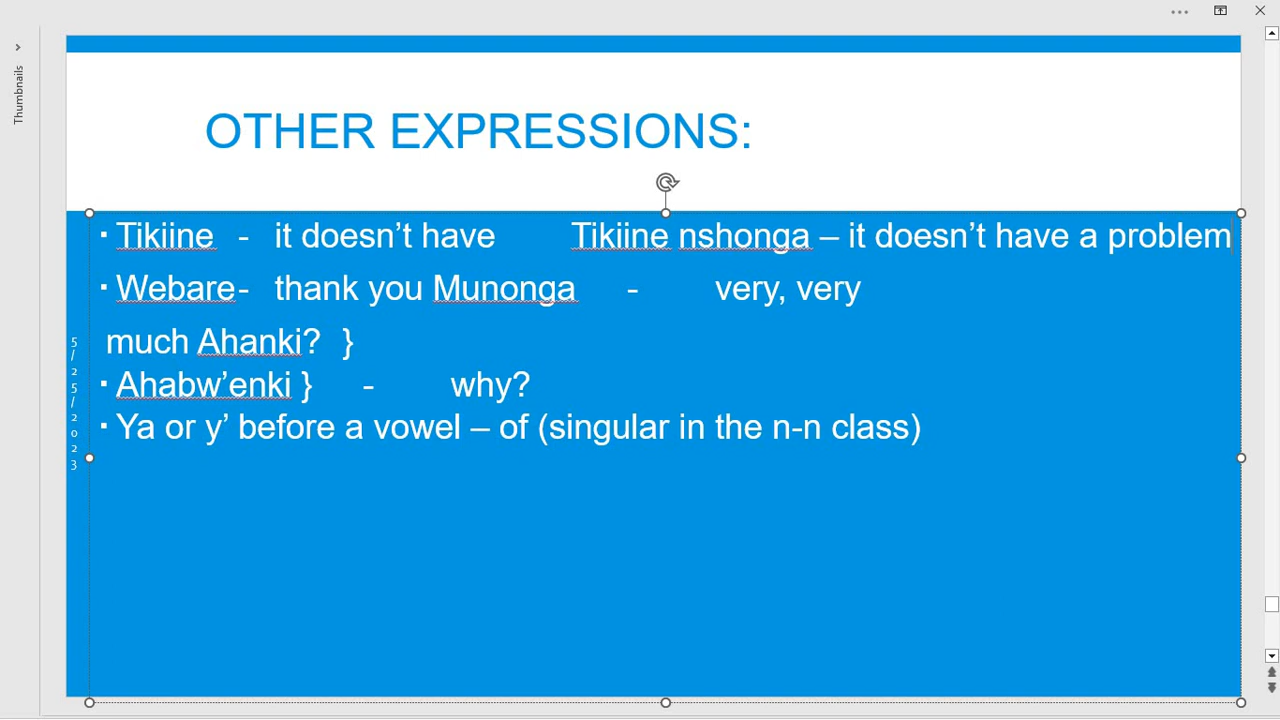 Thumbnails
OTHER EXPRESSIONS:
▪ Tikiine - it doesn’t have Tikiine nshonga – it doesn’t have a problem
▪ Webare - thank you Munonga - very, very
much Ahanki? }
▪ Ahabw’enki } - why?
▪ Ya or y’ before a vowel – of (singular in the n-n class)
5/25/2023